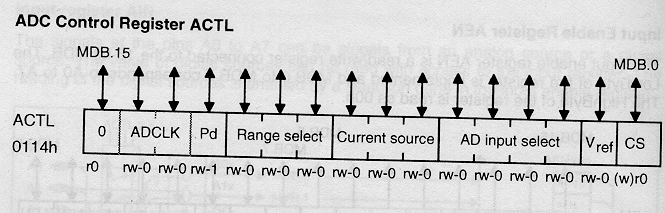 ADC Control Register ACTL
MDB.15 MDB.0
ACTL 0 ADCLK Pd Range select Current source AD input select Vref CS
0114h
r0 rw-0 rw-0 rw-1 rw-0 rw-0 rw-0 rw-0 rw-0 rw-0 rw-0 rw-0 rw-0 rw-0 rw-0 (w)r0